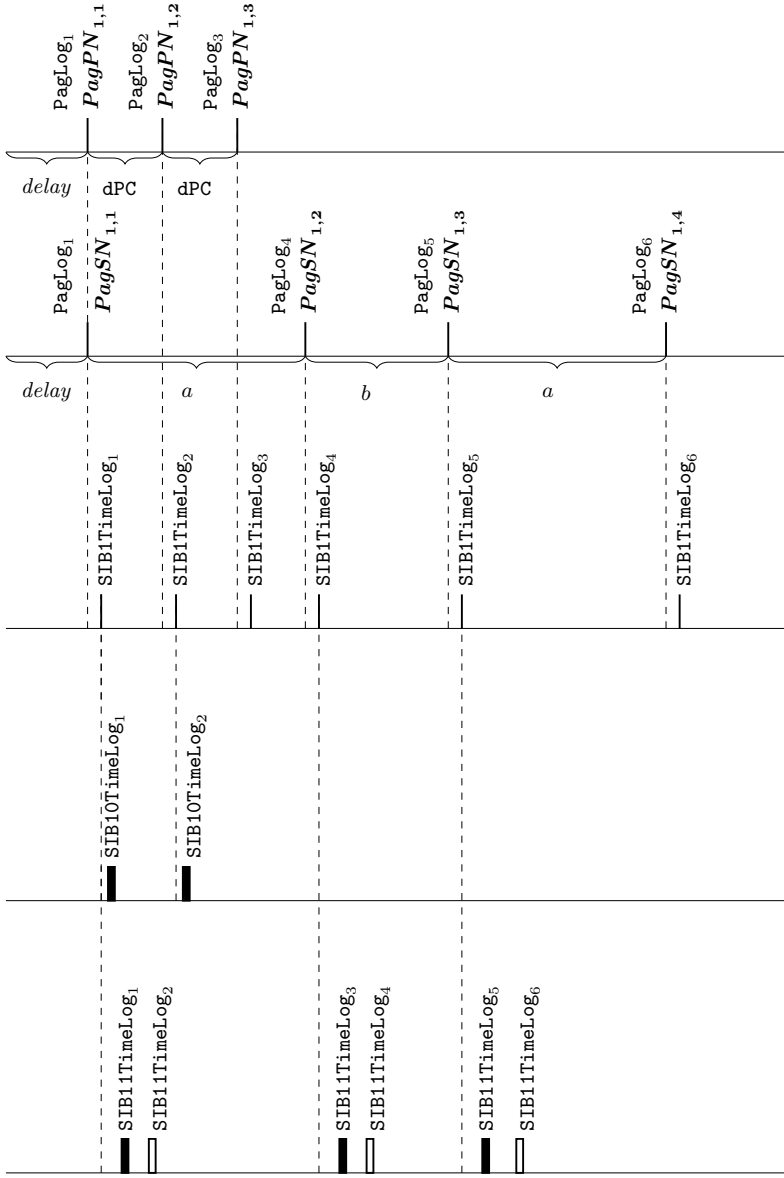 PagLog₁
PagPN₁,₁
PagLog₂
PagPN₁,₂
PagLog₃
PagPN₁,₃
delay
dPC
dPC
PagLog₁
PagSN₁,₁
PagLog₄
PagSN₁,₂
PagLog₅
PagSN₁,₃
PagLog₆
PagSN₁,₄
delay
a
b
a
SIB1TimeLog₁
SIB1TimeLog₂
SIB1TimeLog₃
SIB1TimeLog₄
SIB1TimeLog₅
SIB1TimeLog₆
SIB10TimeLog₁
SIB10TimeLog₂
SIB11TimeLog₁
SIB11TimeLog₂
SIB11TimeLog₃
SIB11TimeLog₄
SIB11TimeLog₅
SIB11TimeLog₆